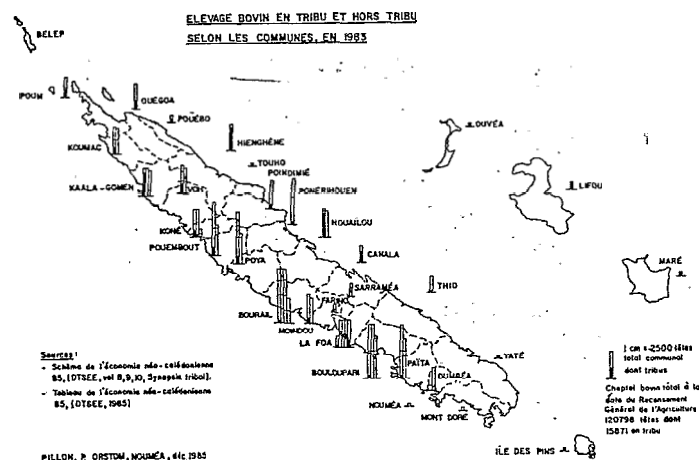 ELEVAGE BOVIN EN TRIBU ET HORS TRIBU
SELON LES COMMUNES, EN 1983
BELEP
POUM
OUÉGOA
POUÉBO
OUVÉA
HIENGHÈNE
KOUMAC
TOUHO
POINDIMIÉ
LIFOU
KAALA-GOMEN
VOH
PONERIHOUEN
HOUAILOU
KONÉ
POUEMBOUT
POYA
CANALA
MARÉ
SARRAMÉA
THIO
FARINO
BOURAIL
MOINDOU
LA FOA
YATÉ
1 cm = 2500 têtes
total communal
dont tribus
BOULOUPARI
PAÏTA
DUMBÉA
Sources :
- Schéma de l'économie néo-calédonienne
85, (DTSEE, vol 8,9,10, Synopsis tribal).
- Tableau de l'économie néo-calédonienne
85, (DTSEE, 1985)
Cheptel bovin total à la
date du Recensement
Général de l'Agriculture
120798 têtes dont
15871 en tribu
NOUMÉA
MONT DORÉ
ÎLE DES PINS
PILLON, P. ORSTOM, NOUMÉA, déc 1985